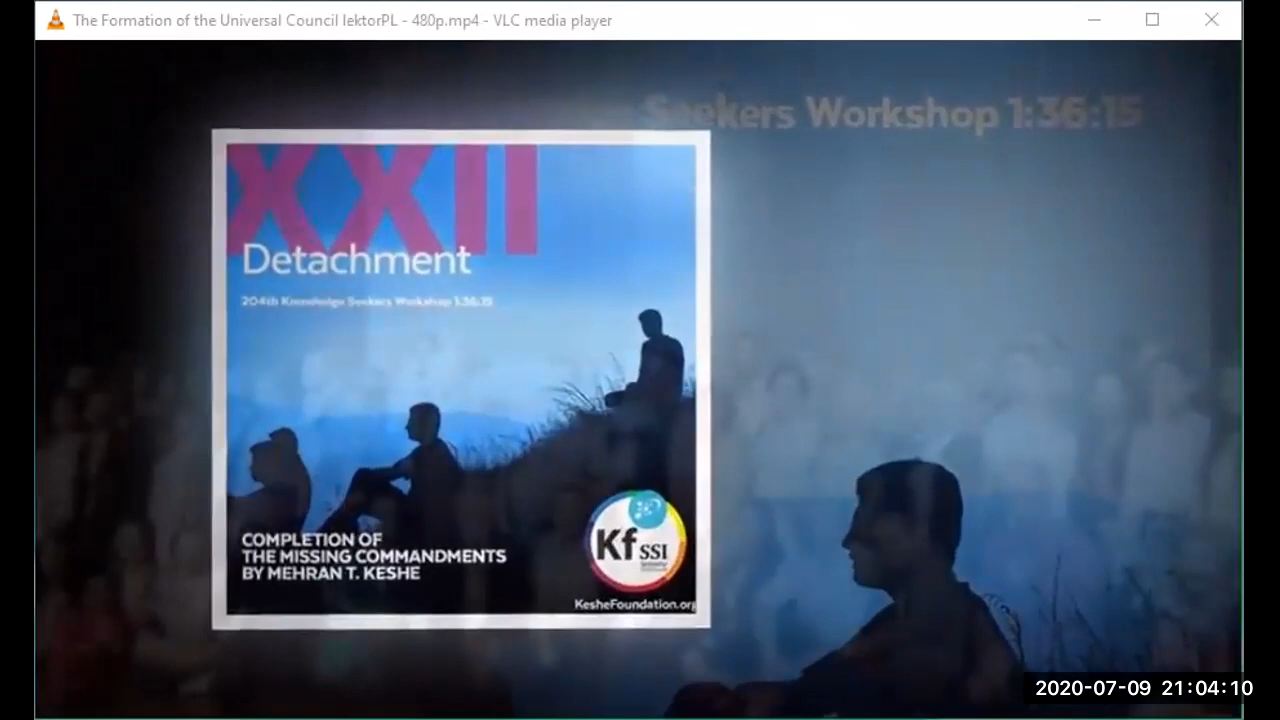 The Formation of the Universal Council lektorPL - 480p.mp4 - VLC media player
Seekers Workshop 1:36:15
XXII
Detachment
204th Knowledge Seekers Workshop 1:36:15
COMPLETION OF
THE MISSING COMMANDMENTS
BY MEHRAN T. KESHE
Kf SSI
KesheFoundation.org
2020-07-09 21:04:10